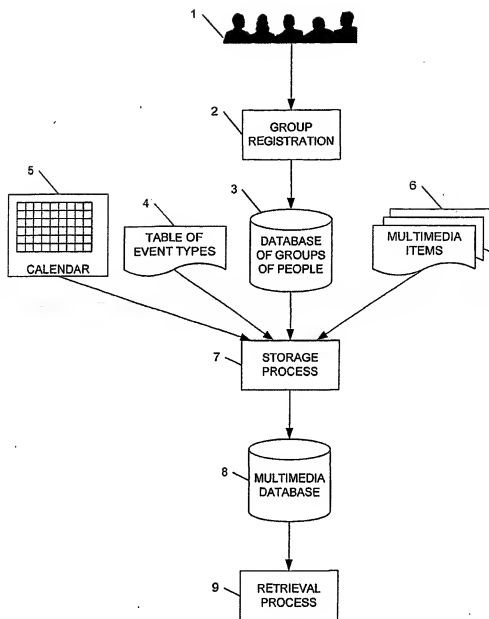 1
2
GROUP
REGISTRATION
5
4
3
6
CALENDAR
TABLE OF
EVENT TYPES
DATABASE
OF GROUPS
OF PEOPLE
MULTIMEDIA
ITEMS
7
STORAGE
PROCESS
8
MULTIMEDIA
DATABASE
9
RETRIEVAL
PROCESS